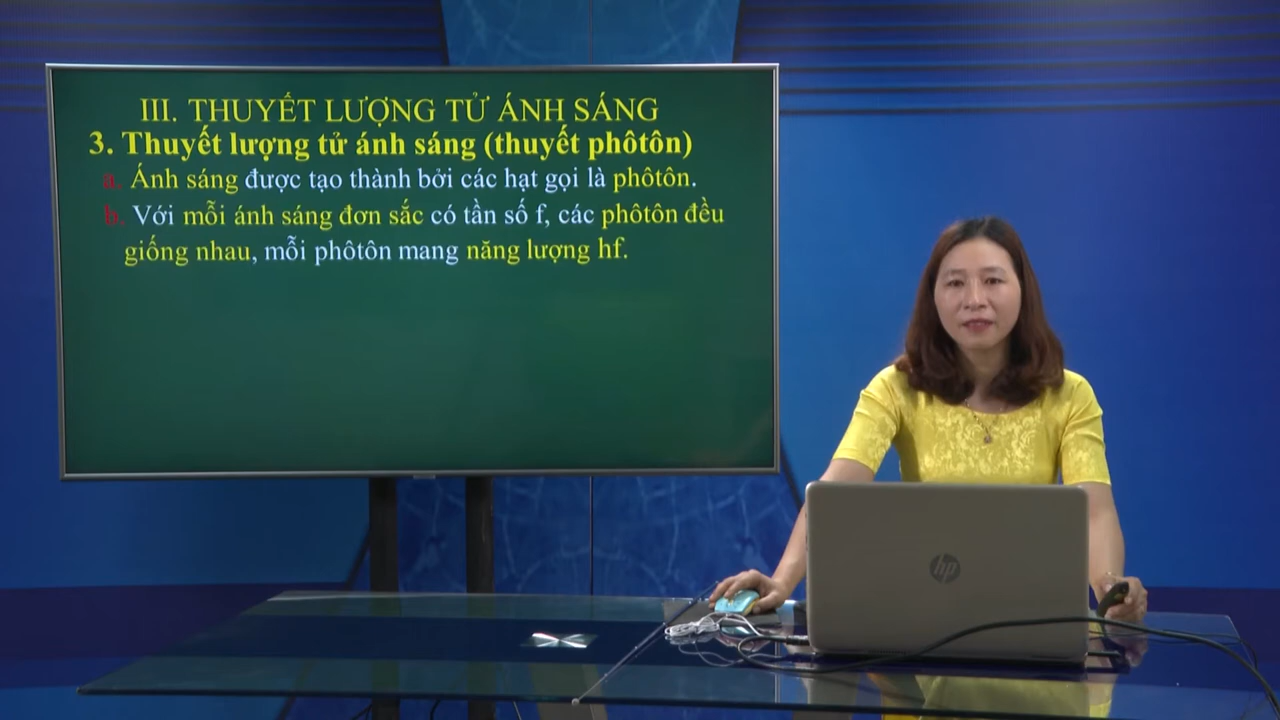 III. THUYẾT LƯỢNG TỬ ÁNH SÁNG
3. Thuyết lượng tử ánh sáng (thuyết phôtôn)
a. Ánh sáng được tạo thành bởi các hạt gọi là phôtôn.
b. Với mỗi ánh sáng đơn sắc có tần số f, các phôtôn đều
giống nhau, mỗi phôtôn mang năng lượng hf.
hp